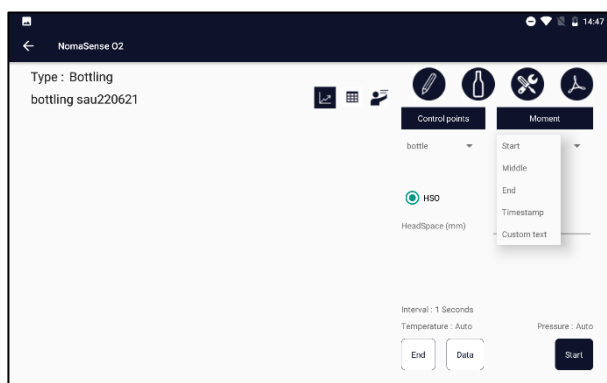 14:47
NomaSense O2
Type : Bottling
bottling sau220621
Control points
Moment
bottle
Start
Middle
End
Timestamp
Custom text
HS0
HeadSpace (mm)
Interval : 1 Seconds
Temperature : Auto
Pressure : Auto
End
Data
Start